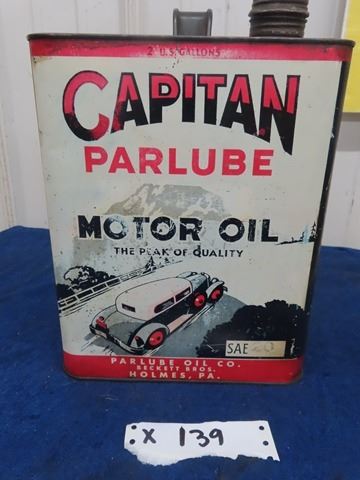 2 U.S. GALLONS
CAPITAN
PARLUBE
MOTOR OIL
THE PEAK OF QUALITY
SAE 20
PARLUBE OIL CO.
BECKETT BROS.
HOLMES, PA.
X 139